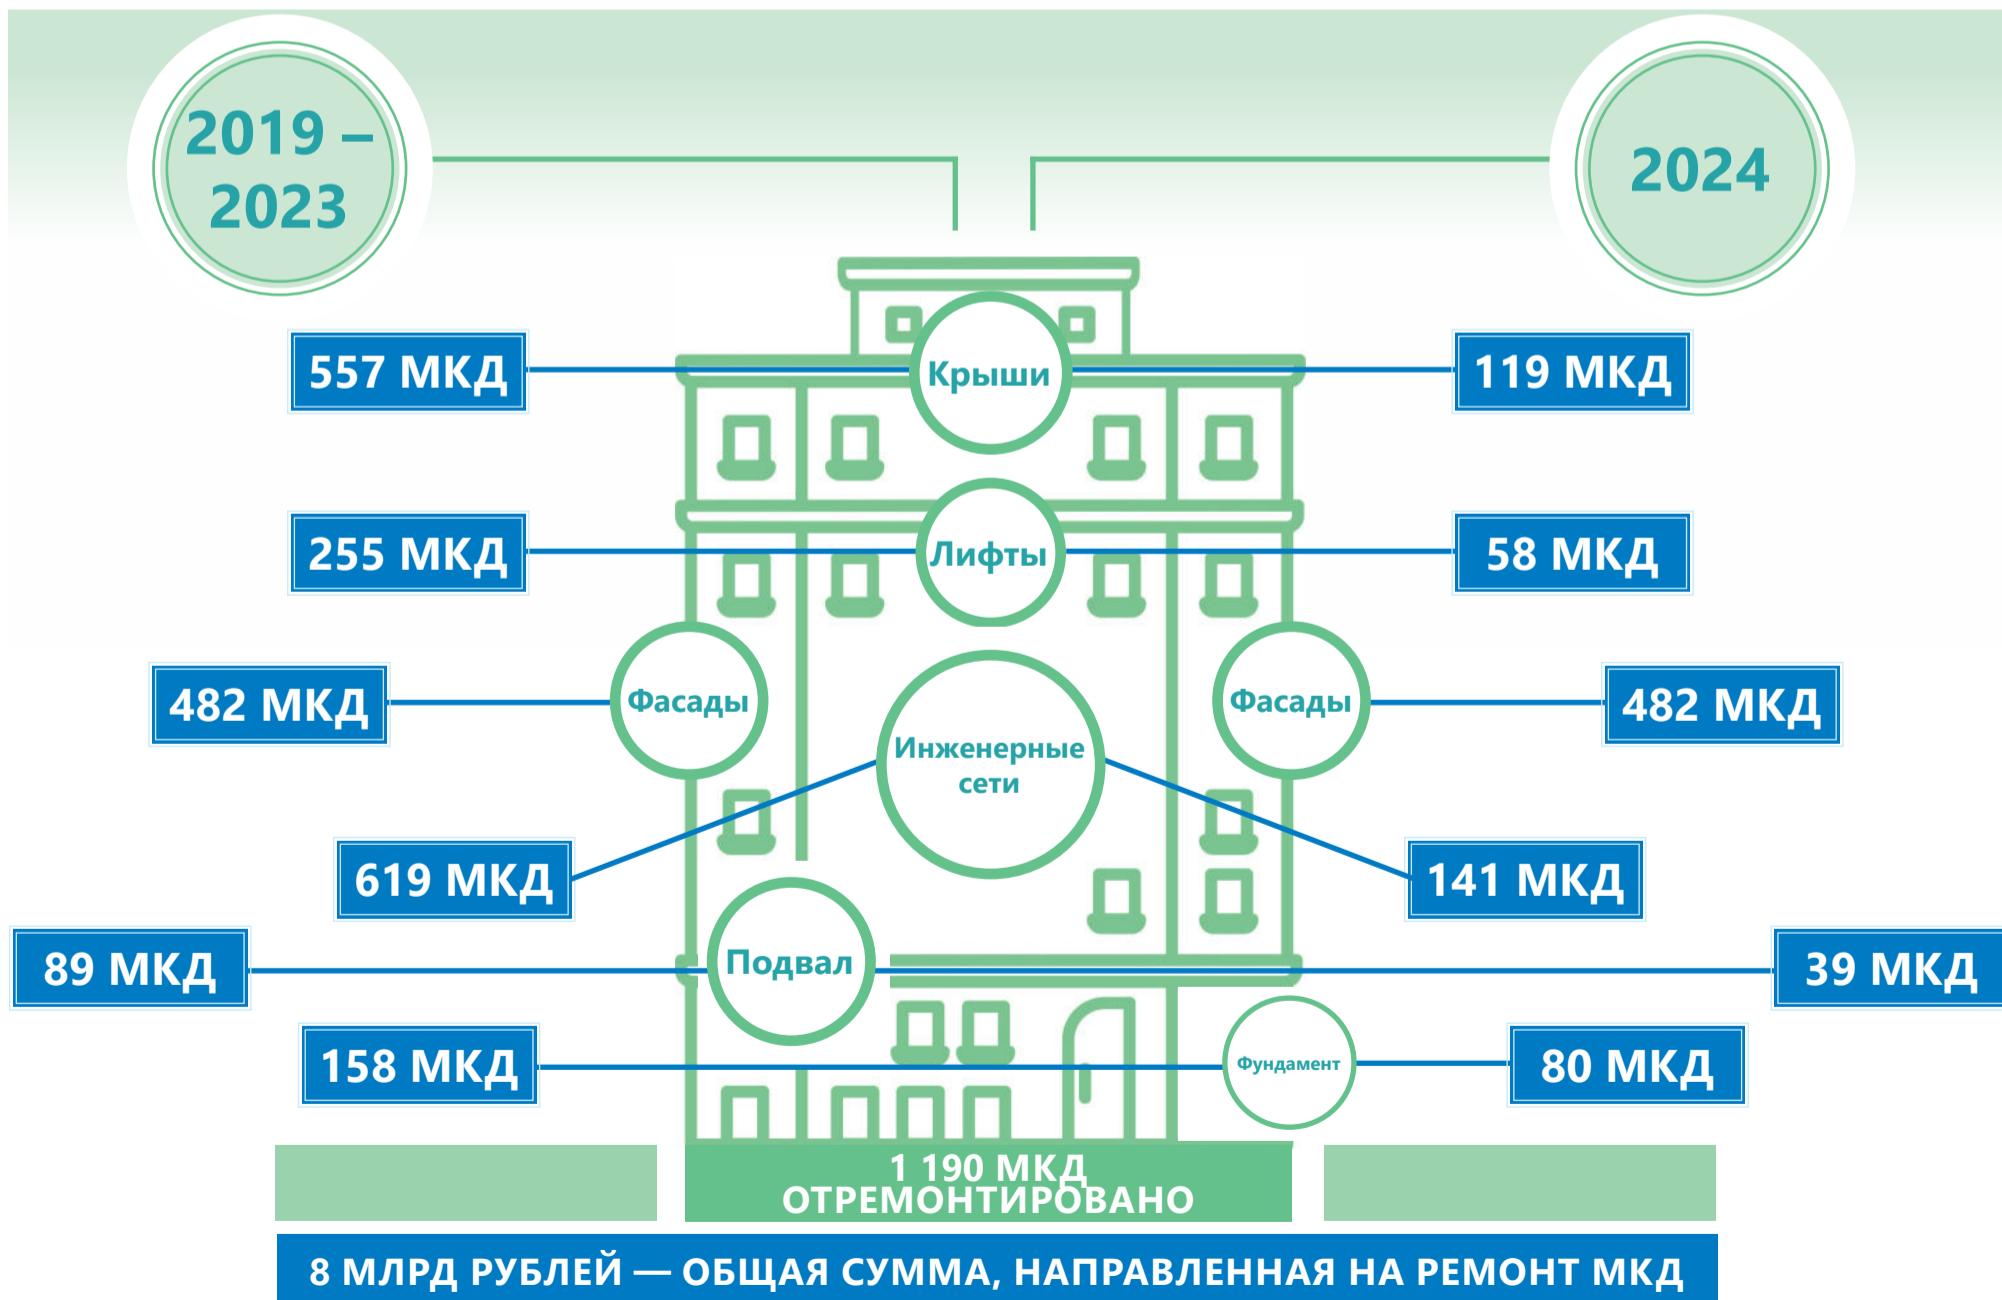 2019 –
2023
2024
557 МКД
Крыши
119 МКД
255 МКД
Лифты
58 МКД
482 МКД
Фасады
Фасады
482 МКД
Инженерные
сети
619 МКД
141 МКД
89 МКД
Подвал
39 МКД
158 МКД
Фундамент
80 МКД
1 190 МКД
ОТРЕМОНТИРОВАНО
8 МЛРД РУБЛЕЙ — ОБЩАЯ СУММА, НАПРАВЛЕННАЯ НА РЕМОНТ МКД